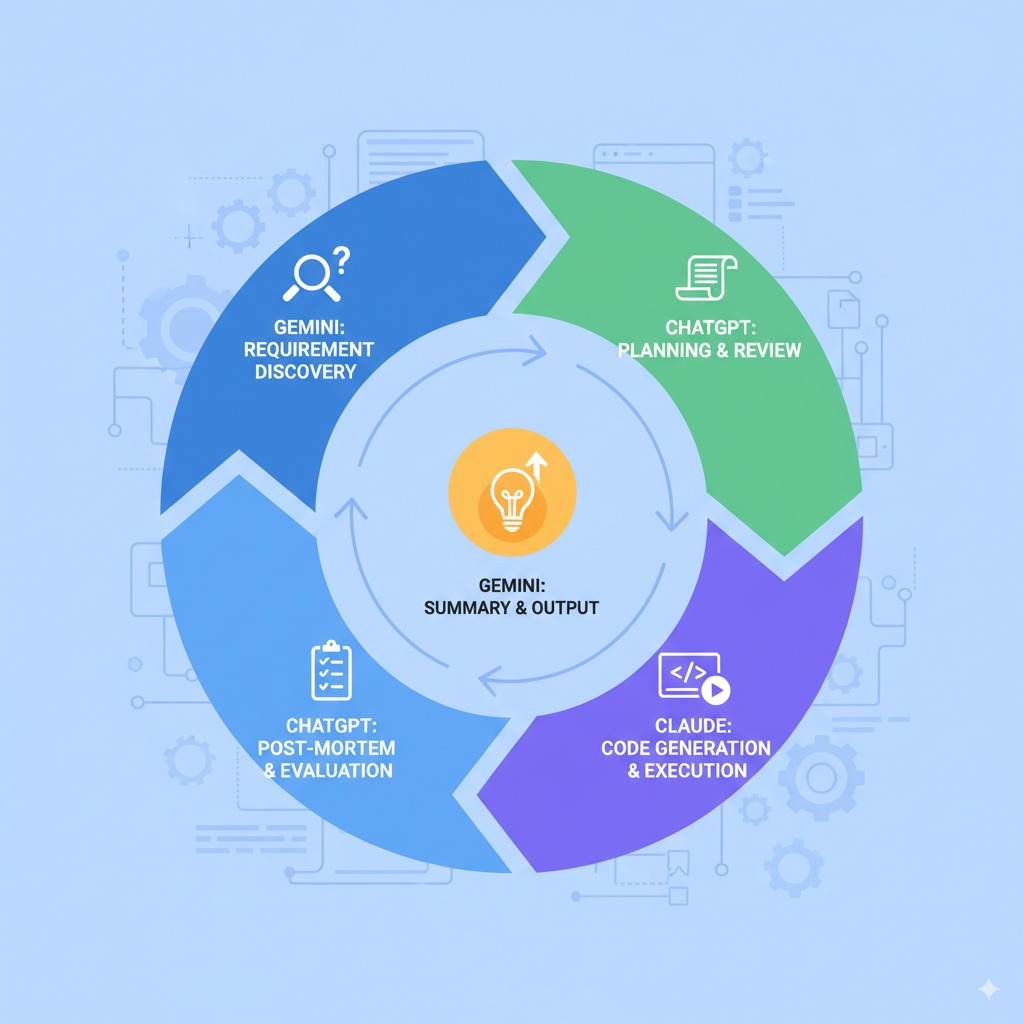 GEMINI:
REQUIREMENT
DISCOVERY
CHATGPT:
PLANNING & REVIEW
GEMINI:
SUMMARY & OUTPUT
CHATGPT:
POST-MORTEM
& EVALUATION
CLAUDE:
CODE GENERATION
& EXECUTION